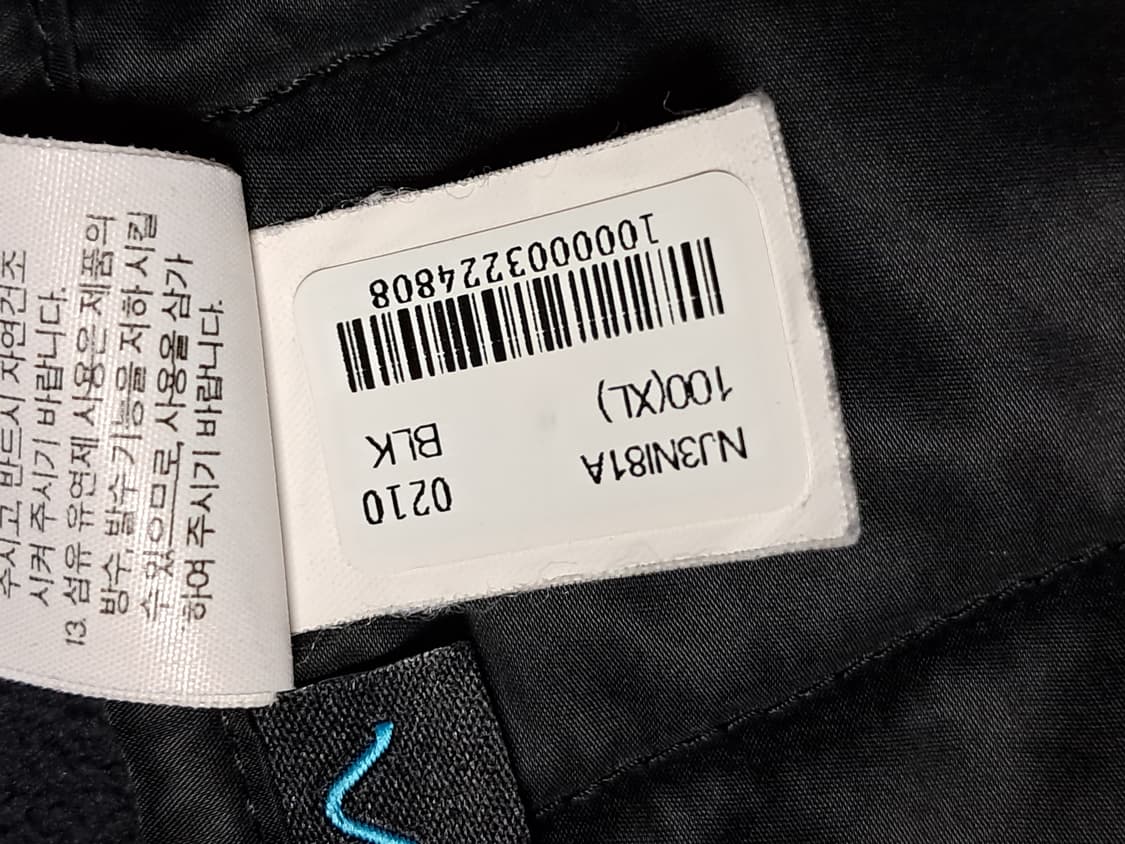 주시고 반드시 자연건조
시켜 주시기 바랍니다.
13. 섬유 유연제 사용은 제품의
방수, 발수 기능을 저하 시킬
수 있음므로, 사용을 삼가
하여 주시기 바랍니다.
NJ3NI81A 0210
100(XL) BLK
1000003224808